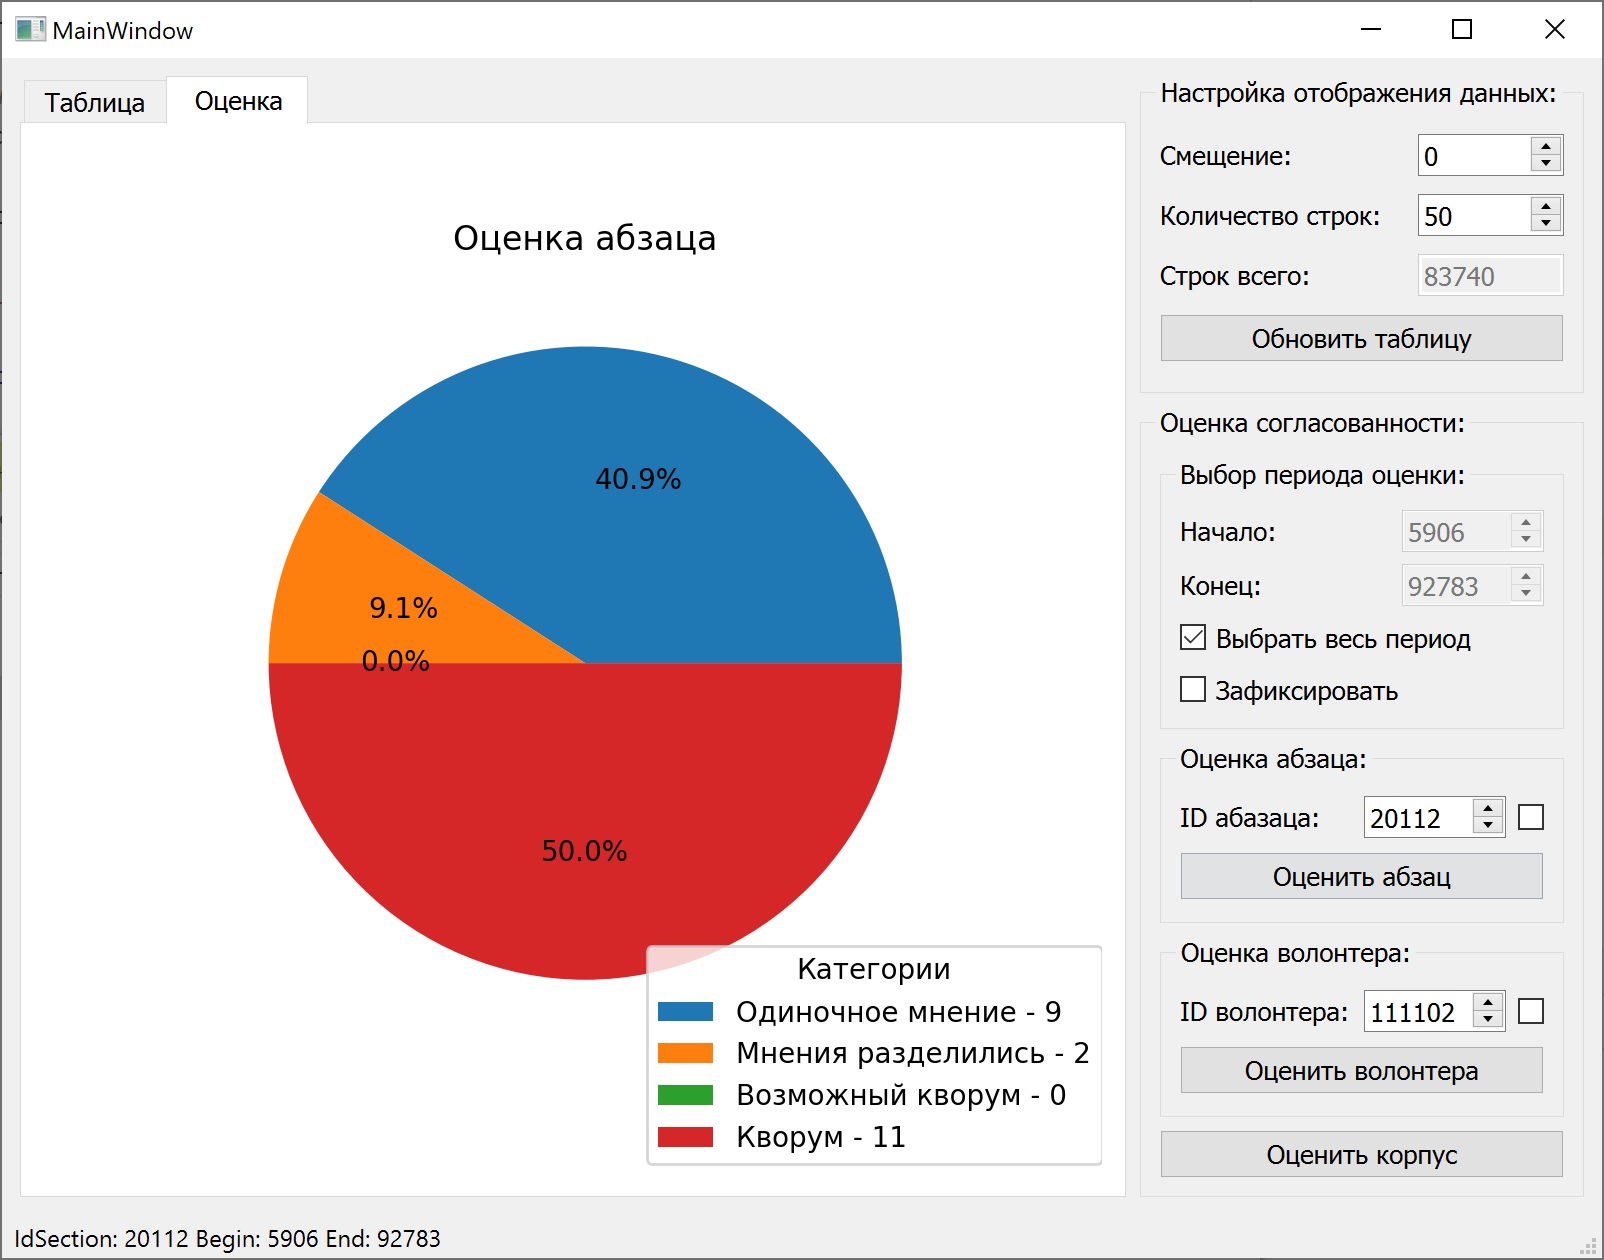 MainWindow
Таблица
Оценка
Оценка абзаца
40.9%
9.1%
0.0%
50.0%
Категории
Одиночное мнение - 9
Мнения разделились - 2
Возможный кворум - 0
Кворум - 11
Настройка отображения данных:
Смещение: 0
Количество строк: 50
Строк всего: 83740
Обновить таблицу
Оценка согласованности:
Выбор периода оценки:
Начало: 5906
Конец: 92783
Выбрать весь период
Зафиксировать
Оценка абзаца:
ID абазаца: 20112
Оценить абзац
Оценка волонтера:
ID волонтера: 111102
Оценить волонтера
Оценить корпус
IdSection: 20112 Begin: 5906 End: 92783